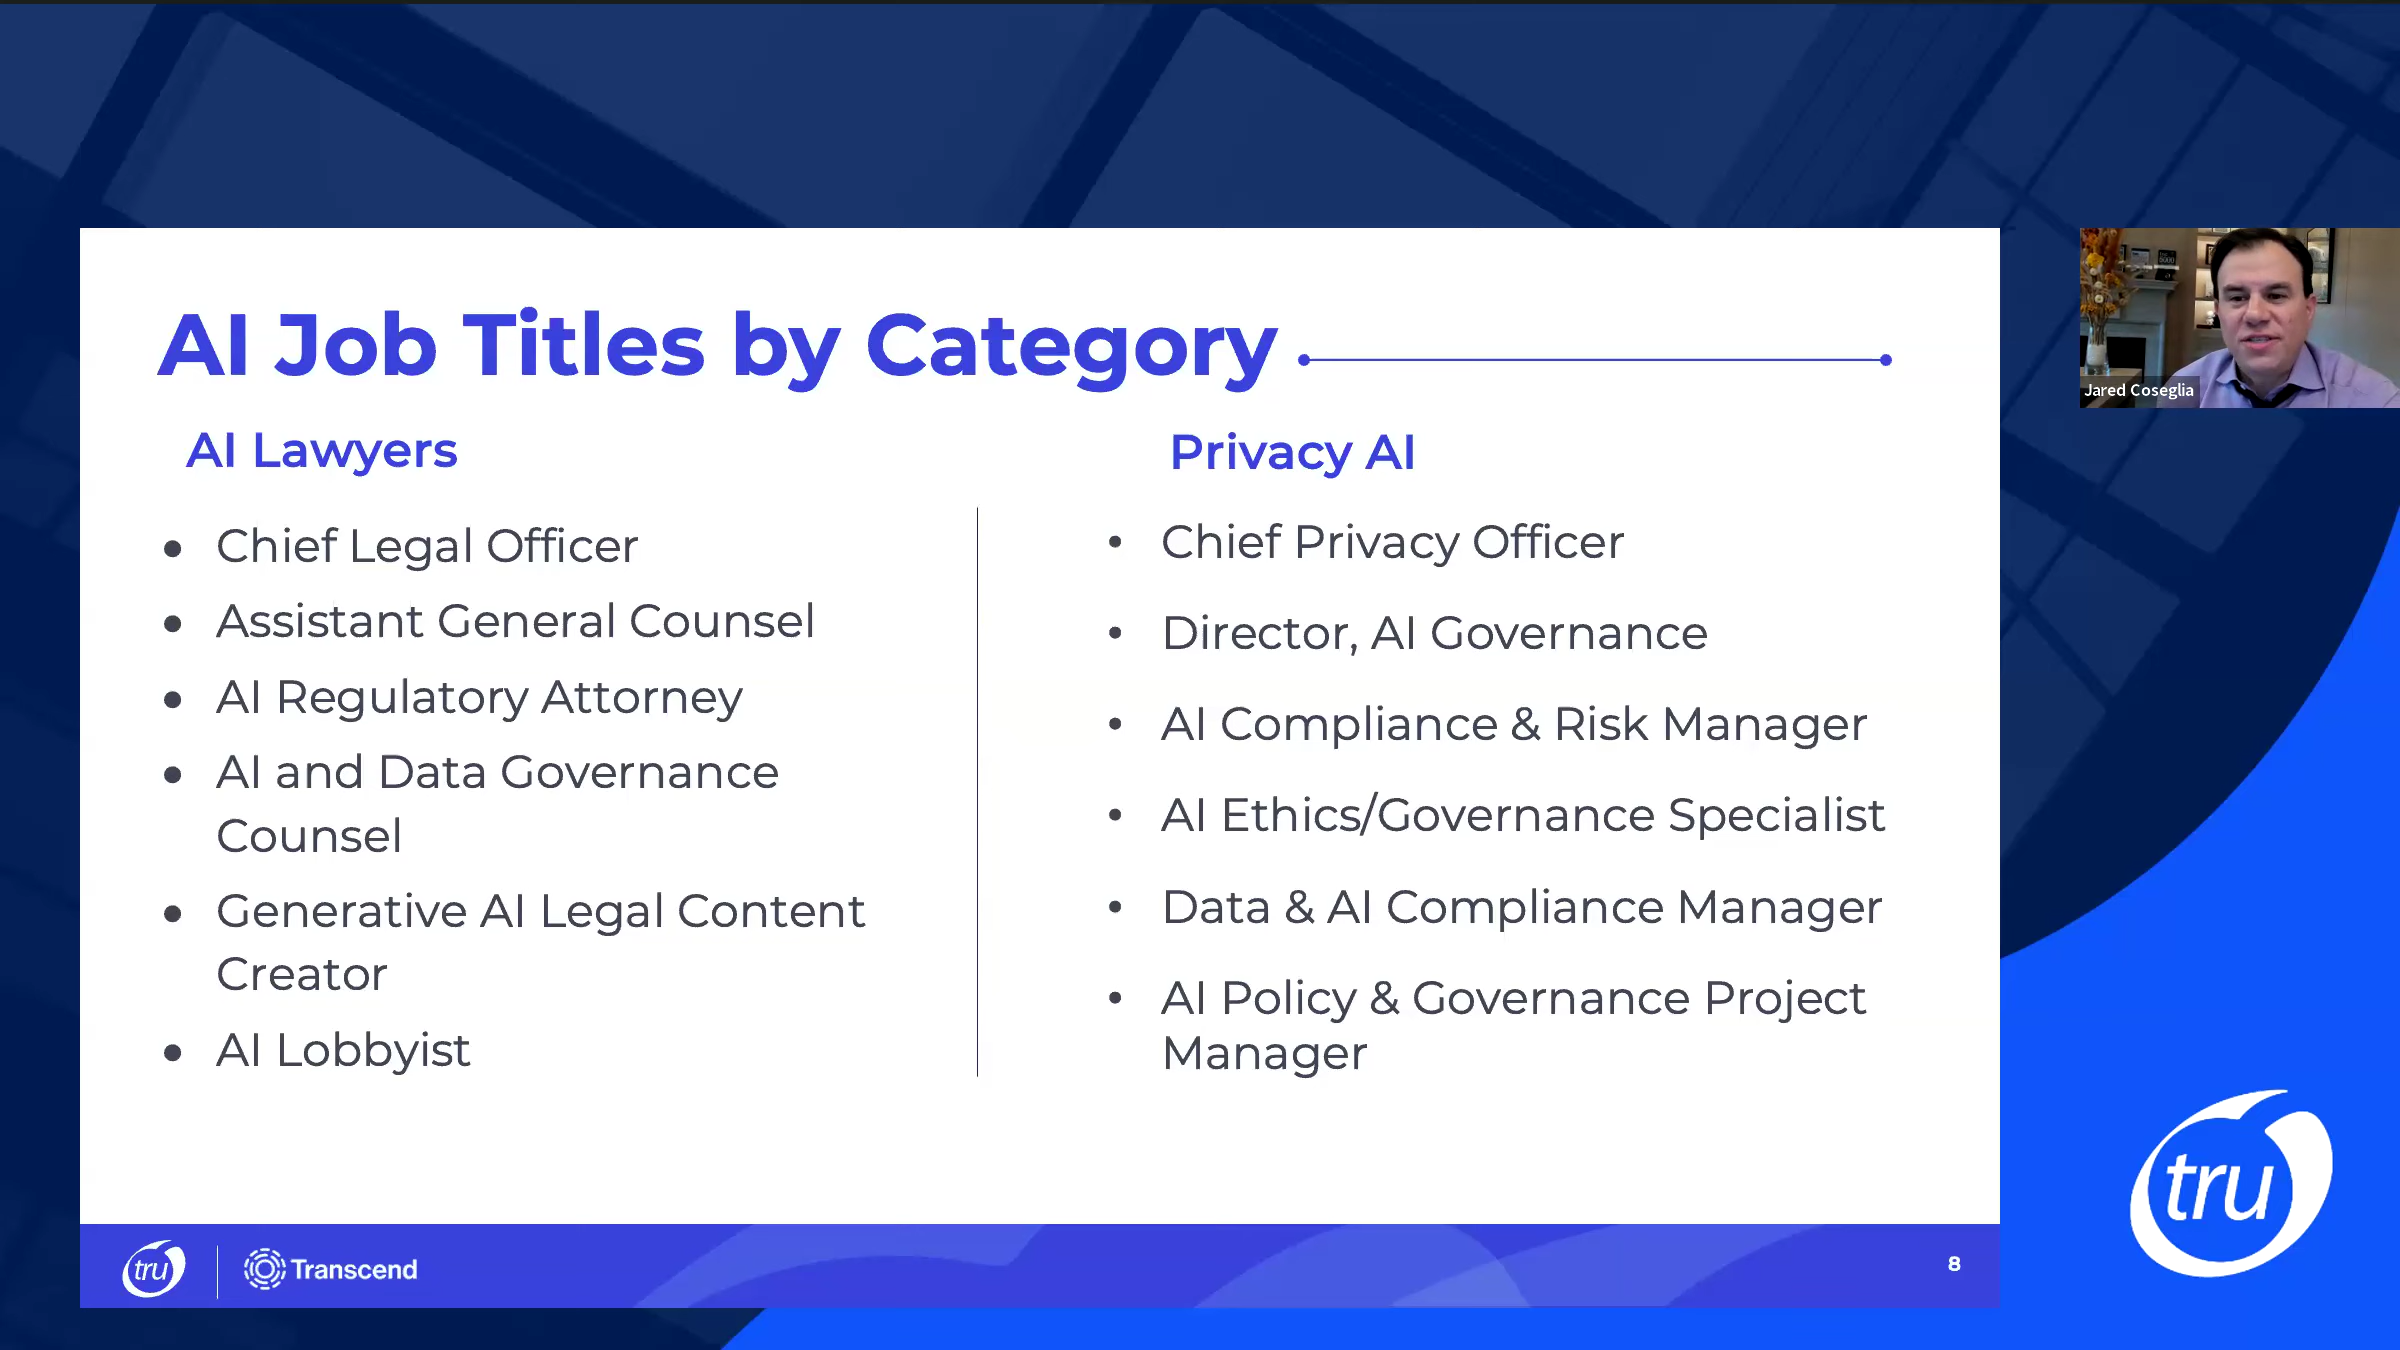 AI Job Titles by Category
AI Lawyers
• Chief Legal Officer
• Assistant General Counsel
• AI Regulatory Attorney
• AI and Data Governance
Counsel
• Generative AI Legal Content
Creator
• AI Lobbyist
Privacy AI
• Chief Privacy Officer
• Director, AI Governance
• AI Compliance & Risk Manager
• AI Ethics/Governance Specialist
• Data & AI Compliance Manager
• AI Policy & Governance Project
Manager
Jared Coseglia
tru
Transcend
8
tru